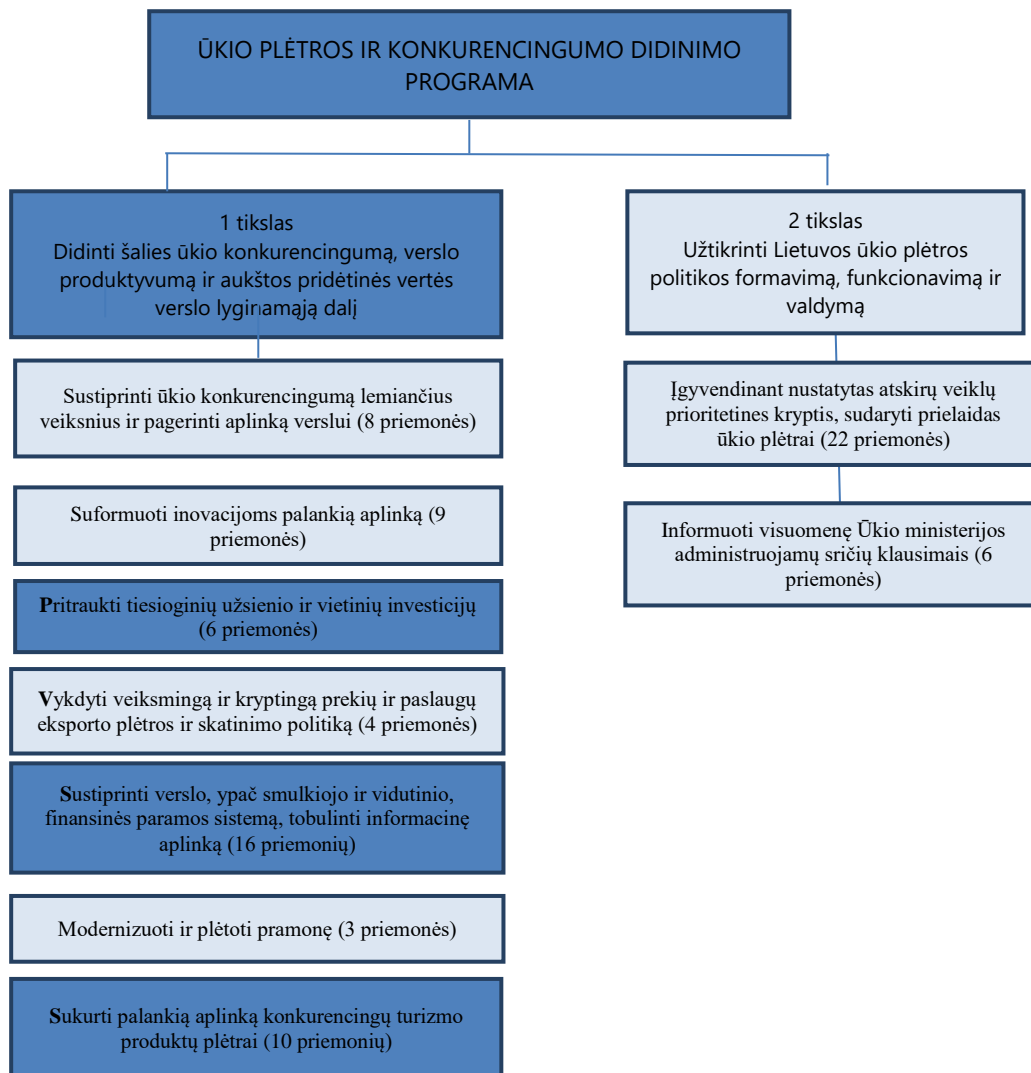 ŪKIO PLĖTROS IR KONKURENCINGUMO DIDINIMO
PROGRAMA
1 tikslas
Didinti šalies ūkio konkurencingumą, verslo
produktyvumą ir aukštos pridėtinės vertės
verslo lyginamąją dalį
Sustiprinti ūkio konkurencingumą lemiančius
veiksnius ir pagerinti aplinką verslui (8 priemonės)
Suformuoti inovacijoms palankią aplinką (9
priemonės)
Pritraukti tiesioginių užsienio ir vietinių investicijų
(6 priemonės)
Vykdyti veiksmingą ir kryptingą prekių ir paslaugų
eksporto plėtros ir skatinimo politiką (4 priemonės)
Sustiprinti verslo, ypač smulkiojo ir vidutinio,
finansinės paramos sistemą, tobulinti informacinę
aplinką (16 priemonių)
Modernizuoti ir plėtoti pramonę (3 priemonės)
Sukurti palankią aplinką konkurencingų turizmo
produktų plėtrai (10 priemonių)
2 tikslas
Užtikrinti Lietuvos ūkio plėtros
politikos formavimą, funkcionavimą ir
valdymą
Įgyvendinant nustatytas atskirų veiklų
prioritetines kryptis, sudaryti prielaidas
ūkio plėtrai (22 priemonės)
Informuoti visuomenę Ūkio ministerijos
administruojamų sričių klausimais (6
priemonės)